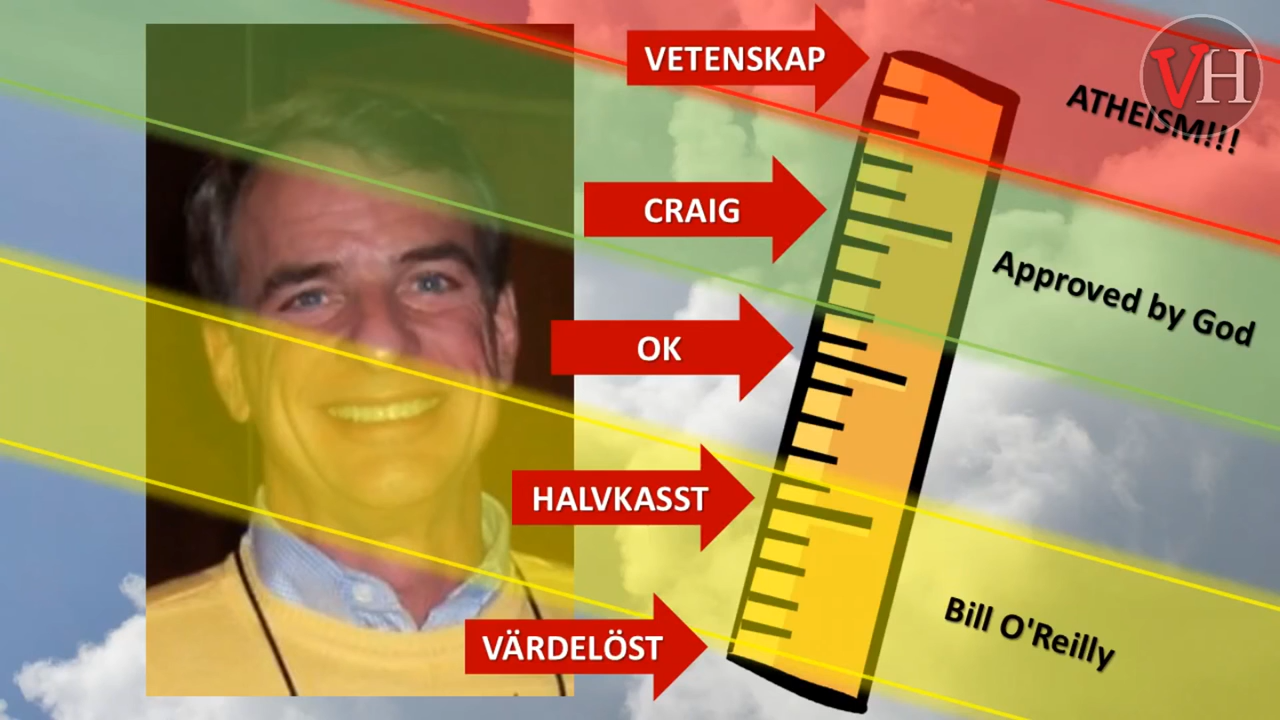 VH
VETENSKAP
ATHEiSM!!!
CRAIG
Approved by God
OK
HALVKASST
Bill O'Reilly
VÄRDELÖST